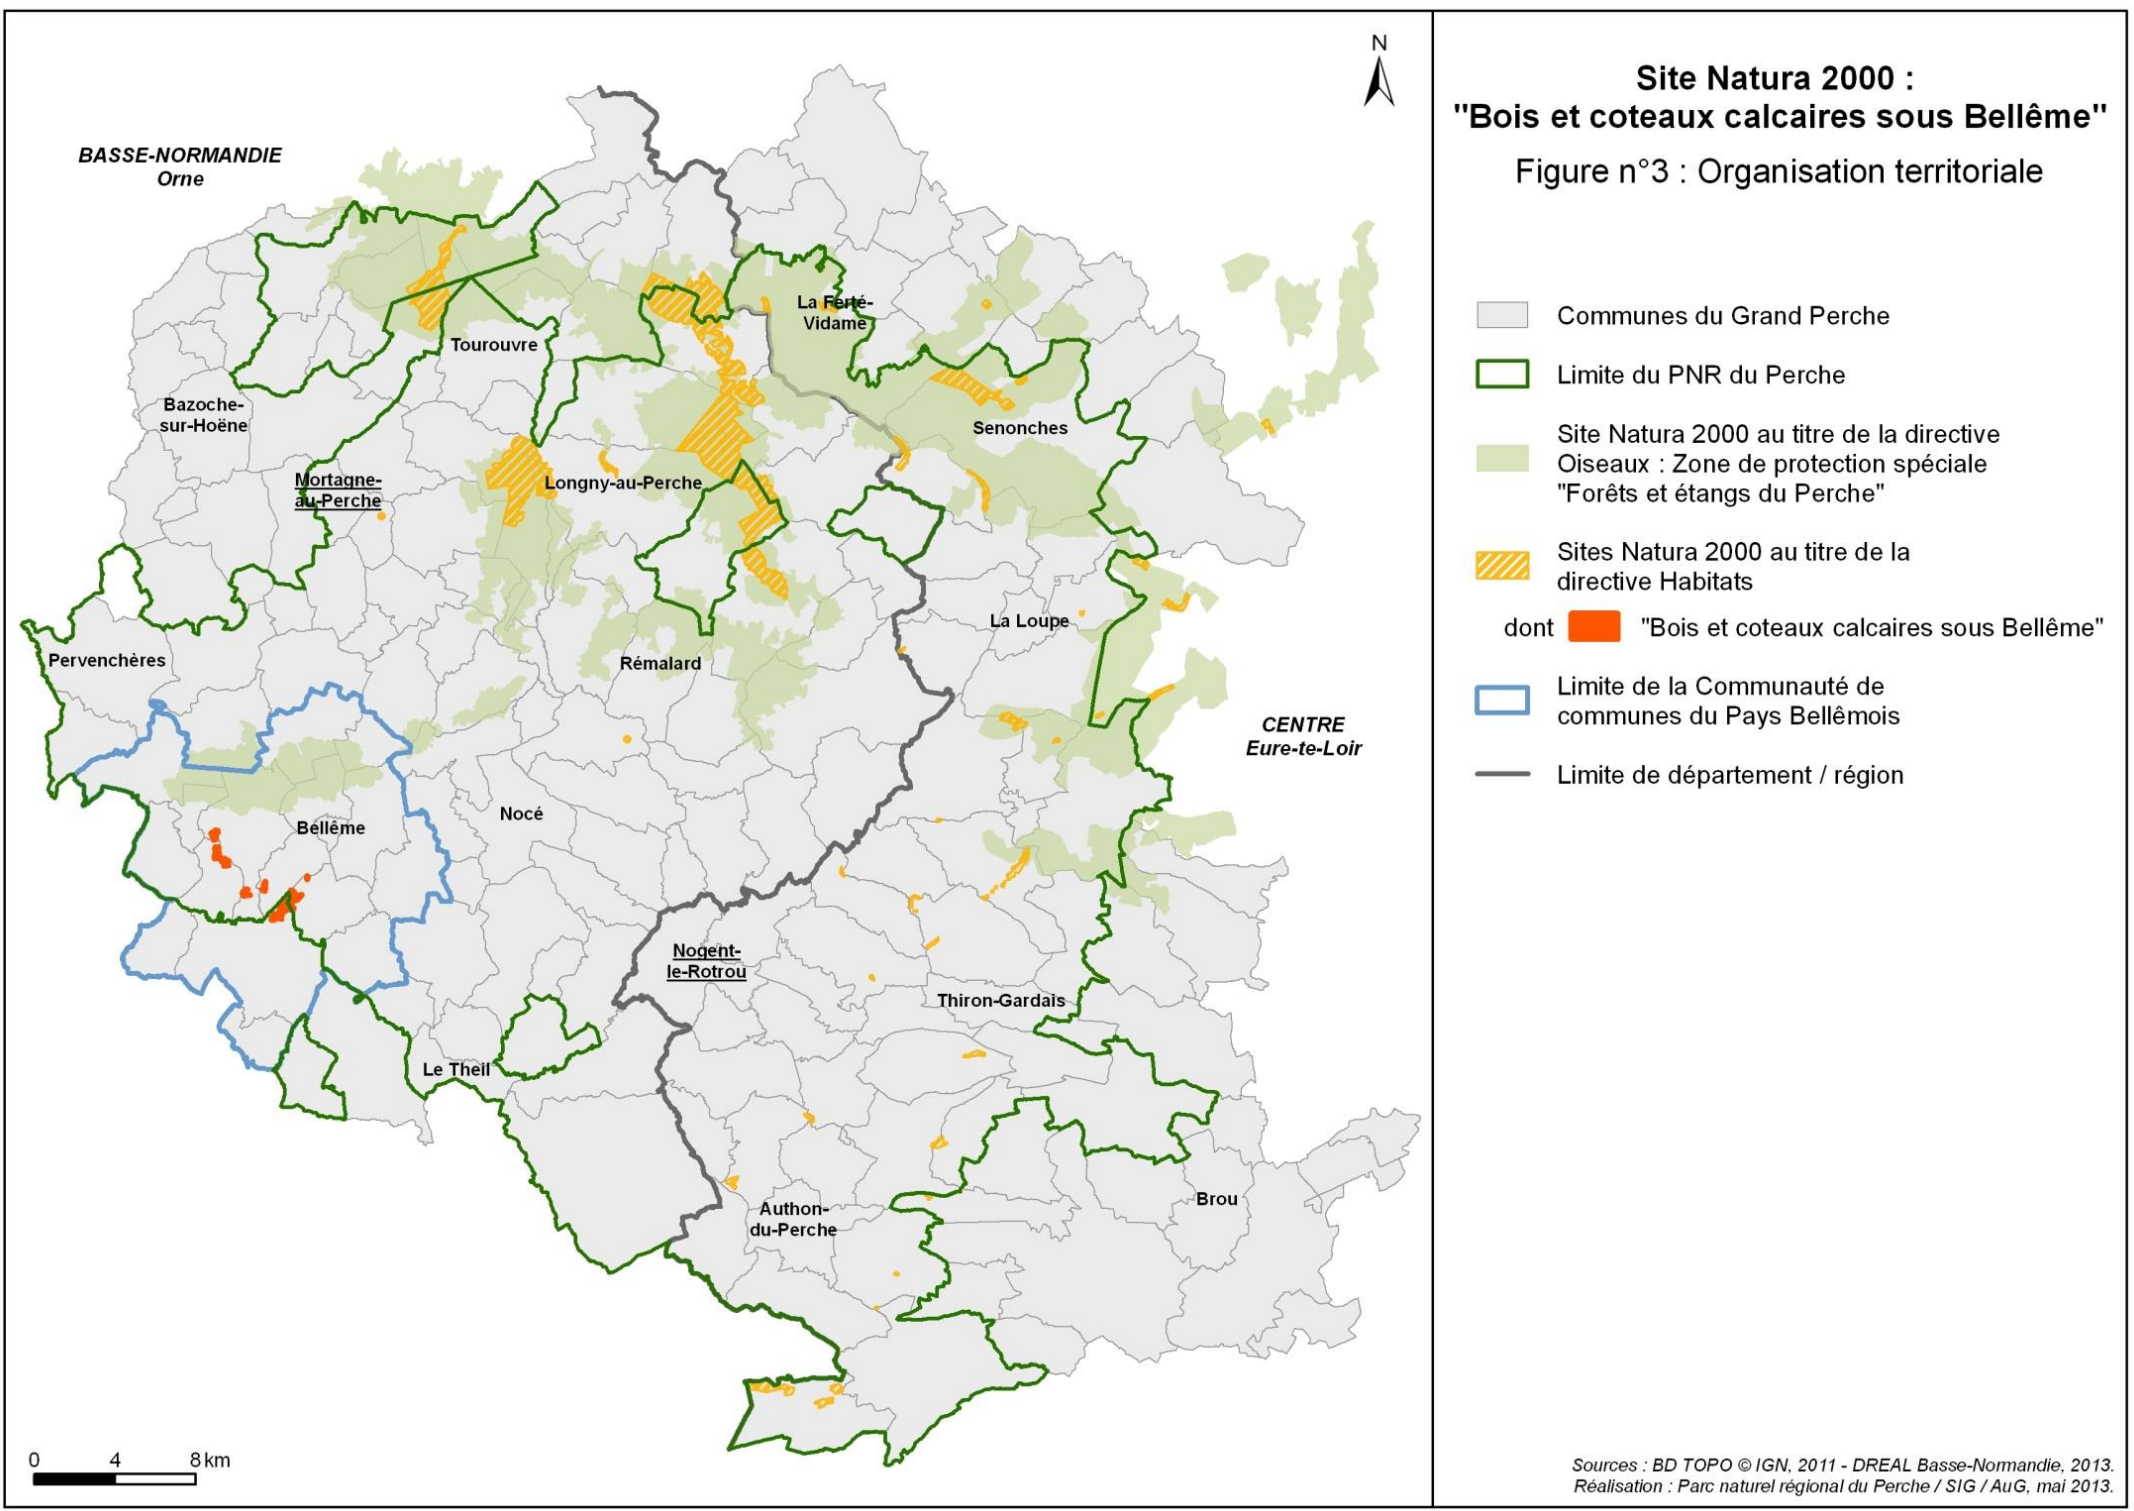 Site Natura 2000 :
"Bois et coteaux calcaires sous Bellême"
Figure n°3 : Organisation territoriale
Communes du Grand Perche
Limite du PNR du Perche
Site Natura 2000 au titre de la directive
Oiseaux : Zone de protection spéciale
"Forêts et étangs du Perche"
Sites Natura 2000 au titre de la
directive Habitats
dont "Bois et coteaux calcaires sous Bellême"
Limite de la Communauté de
communes du Pays Bellêmois
Limite de département / région
Sources : BD TOPO © IGN, 2011 - DREAL Basse-Normandie, 2013.
Réalisation : Parc naturel régional du Perche / SIG / AuG, mai 2013.
N
BASSE-NORMANDIE
Orne
La Ferté-
Vidame
Tourouvre
Bazoche-
sur-Hoëne
Senonches
Mortagne-
au-Perche
Longny-au-Perche
La Loupe
Pervenchères
Rémalard
CENTRE
Eure-te-Loir
Nocé
Bellême
Nogent-
le-Rotrou
Thiron-Gardais
Le Theil
Brou
Authon-
du-Perche
0 4 8 km